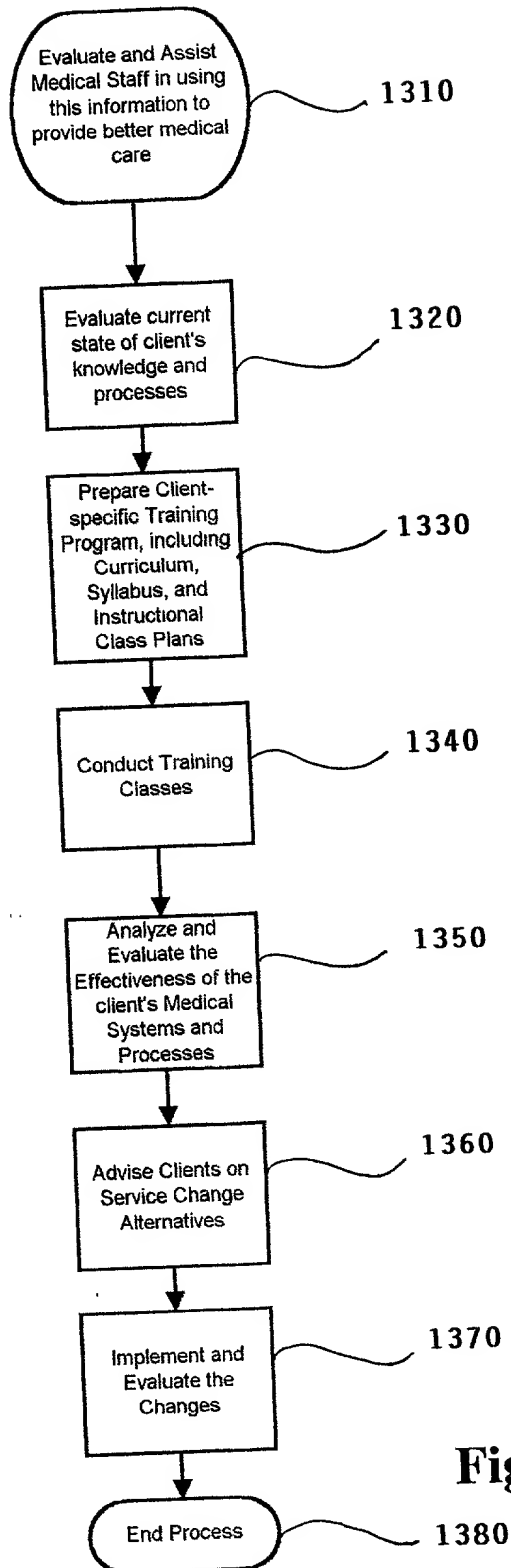 Evaluate and Assist
Medical Staff in using
this information to
provide better medical
care
1310
Evaluate current
state of client's
knowledge and
processes
1320
Prepare Client-
specific Training
Program, including
Curriculum,
Syllabus, and
Instructional
Class Plans
1330
Conduct Training
Classes
1340
Analyze and
Evaluate the
Effectiveness of the
client's Medical
Systems and
Processes
1350
Advise Clients on
Service Change
Alternatives
1360
Implement and
Evaluate the
Changes
1370
End Process
1380